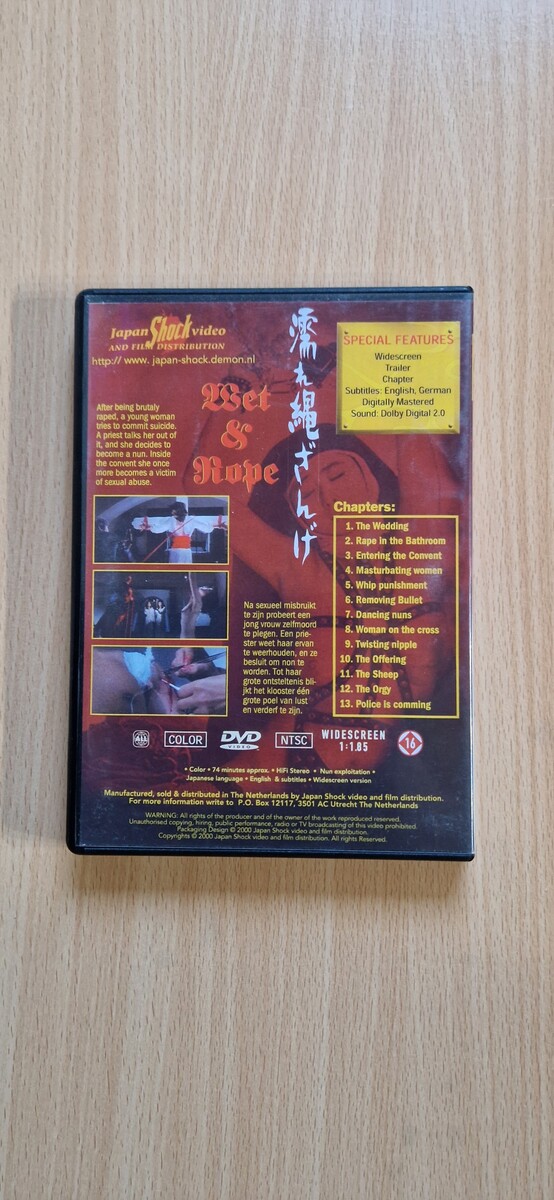 Japan Shock video
AND FILM DISTRIBUTION
http:// www. japan-shock.demon.nl
濡れ縄ざんげ
Wet
&
Rope
SPECIAL FEATURES
Widescreen
Trailer
Chapter
Subtitles: English, German
Digitally Mastered
Sound: Dolby Digital 2.0
After being brutaly
raped, a young woman
tries to commit suicide.
A priest talks her out of
it, and she decides to
become a nun. Inside
the convent she once
more becomes a victim
of sexual abuse.
Na sexueel misbruikt
te zijn probeert een
jong vrouw zelfmoord
te plegen. Een prie-
ster weet haar ervan
te weerhouden, en ze
besluit om non te
worden. Tot haar
grote ontsteltenis bli-
jkt het klooster één
grote poel van lust
en verderf te zijn.
Chapters:
1. The Wedding
2. Rape in the Bathroom
3. Entering the Convent
4. Masturbating women
5. Whip punishment
6. Removing Bullet
7. Dancing nuns
8. Woman on the cross
9. Twisting nipple
10. The Offering
11. The Sheep
12. The Orgy
13. Police is comming
ALL
COLOR
DVD
VIDEO
NTSC
WIDESCREEN
1:1.85
16
• Color • 74 minutes approx. • HiFi Stereo • Nun exploitation •
Japanese language • English & subtitles • Widescreen version
Manufactured, sold & distributed in The Netherlands by Japan Shock video and film distribution.
For more information write to P.O. Box 12117, 3501 AC Utrecht The Netherlands
WARNING: All rights of the producer and of the owner of the work reproduced reserved.
Unauthorised copying, hiring, public performance, radio or TV broadcasting of this video prohibited.
Packaging Design © 2000 Japan Shock video and film distribution.
Copyrights © 2000 Japan Shock video and film distribution. All rights Reserved.